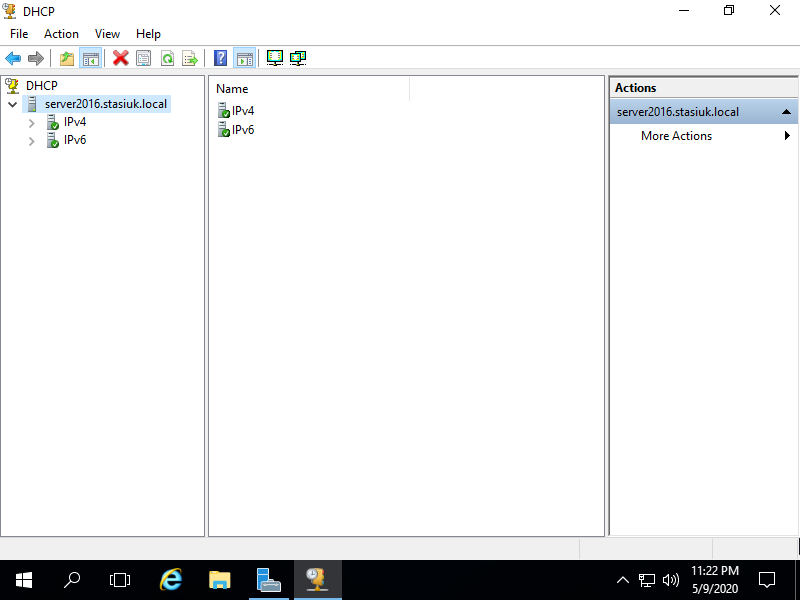 DHCP
File Action View Help
DHCP
server2016.stasiuk.local
IPv4
IPv6
Name
IPv4
IPv6
Actions
server2016.stasiuk.local
More Actions
11:22 PM
5/9/2020